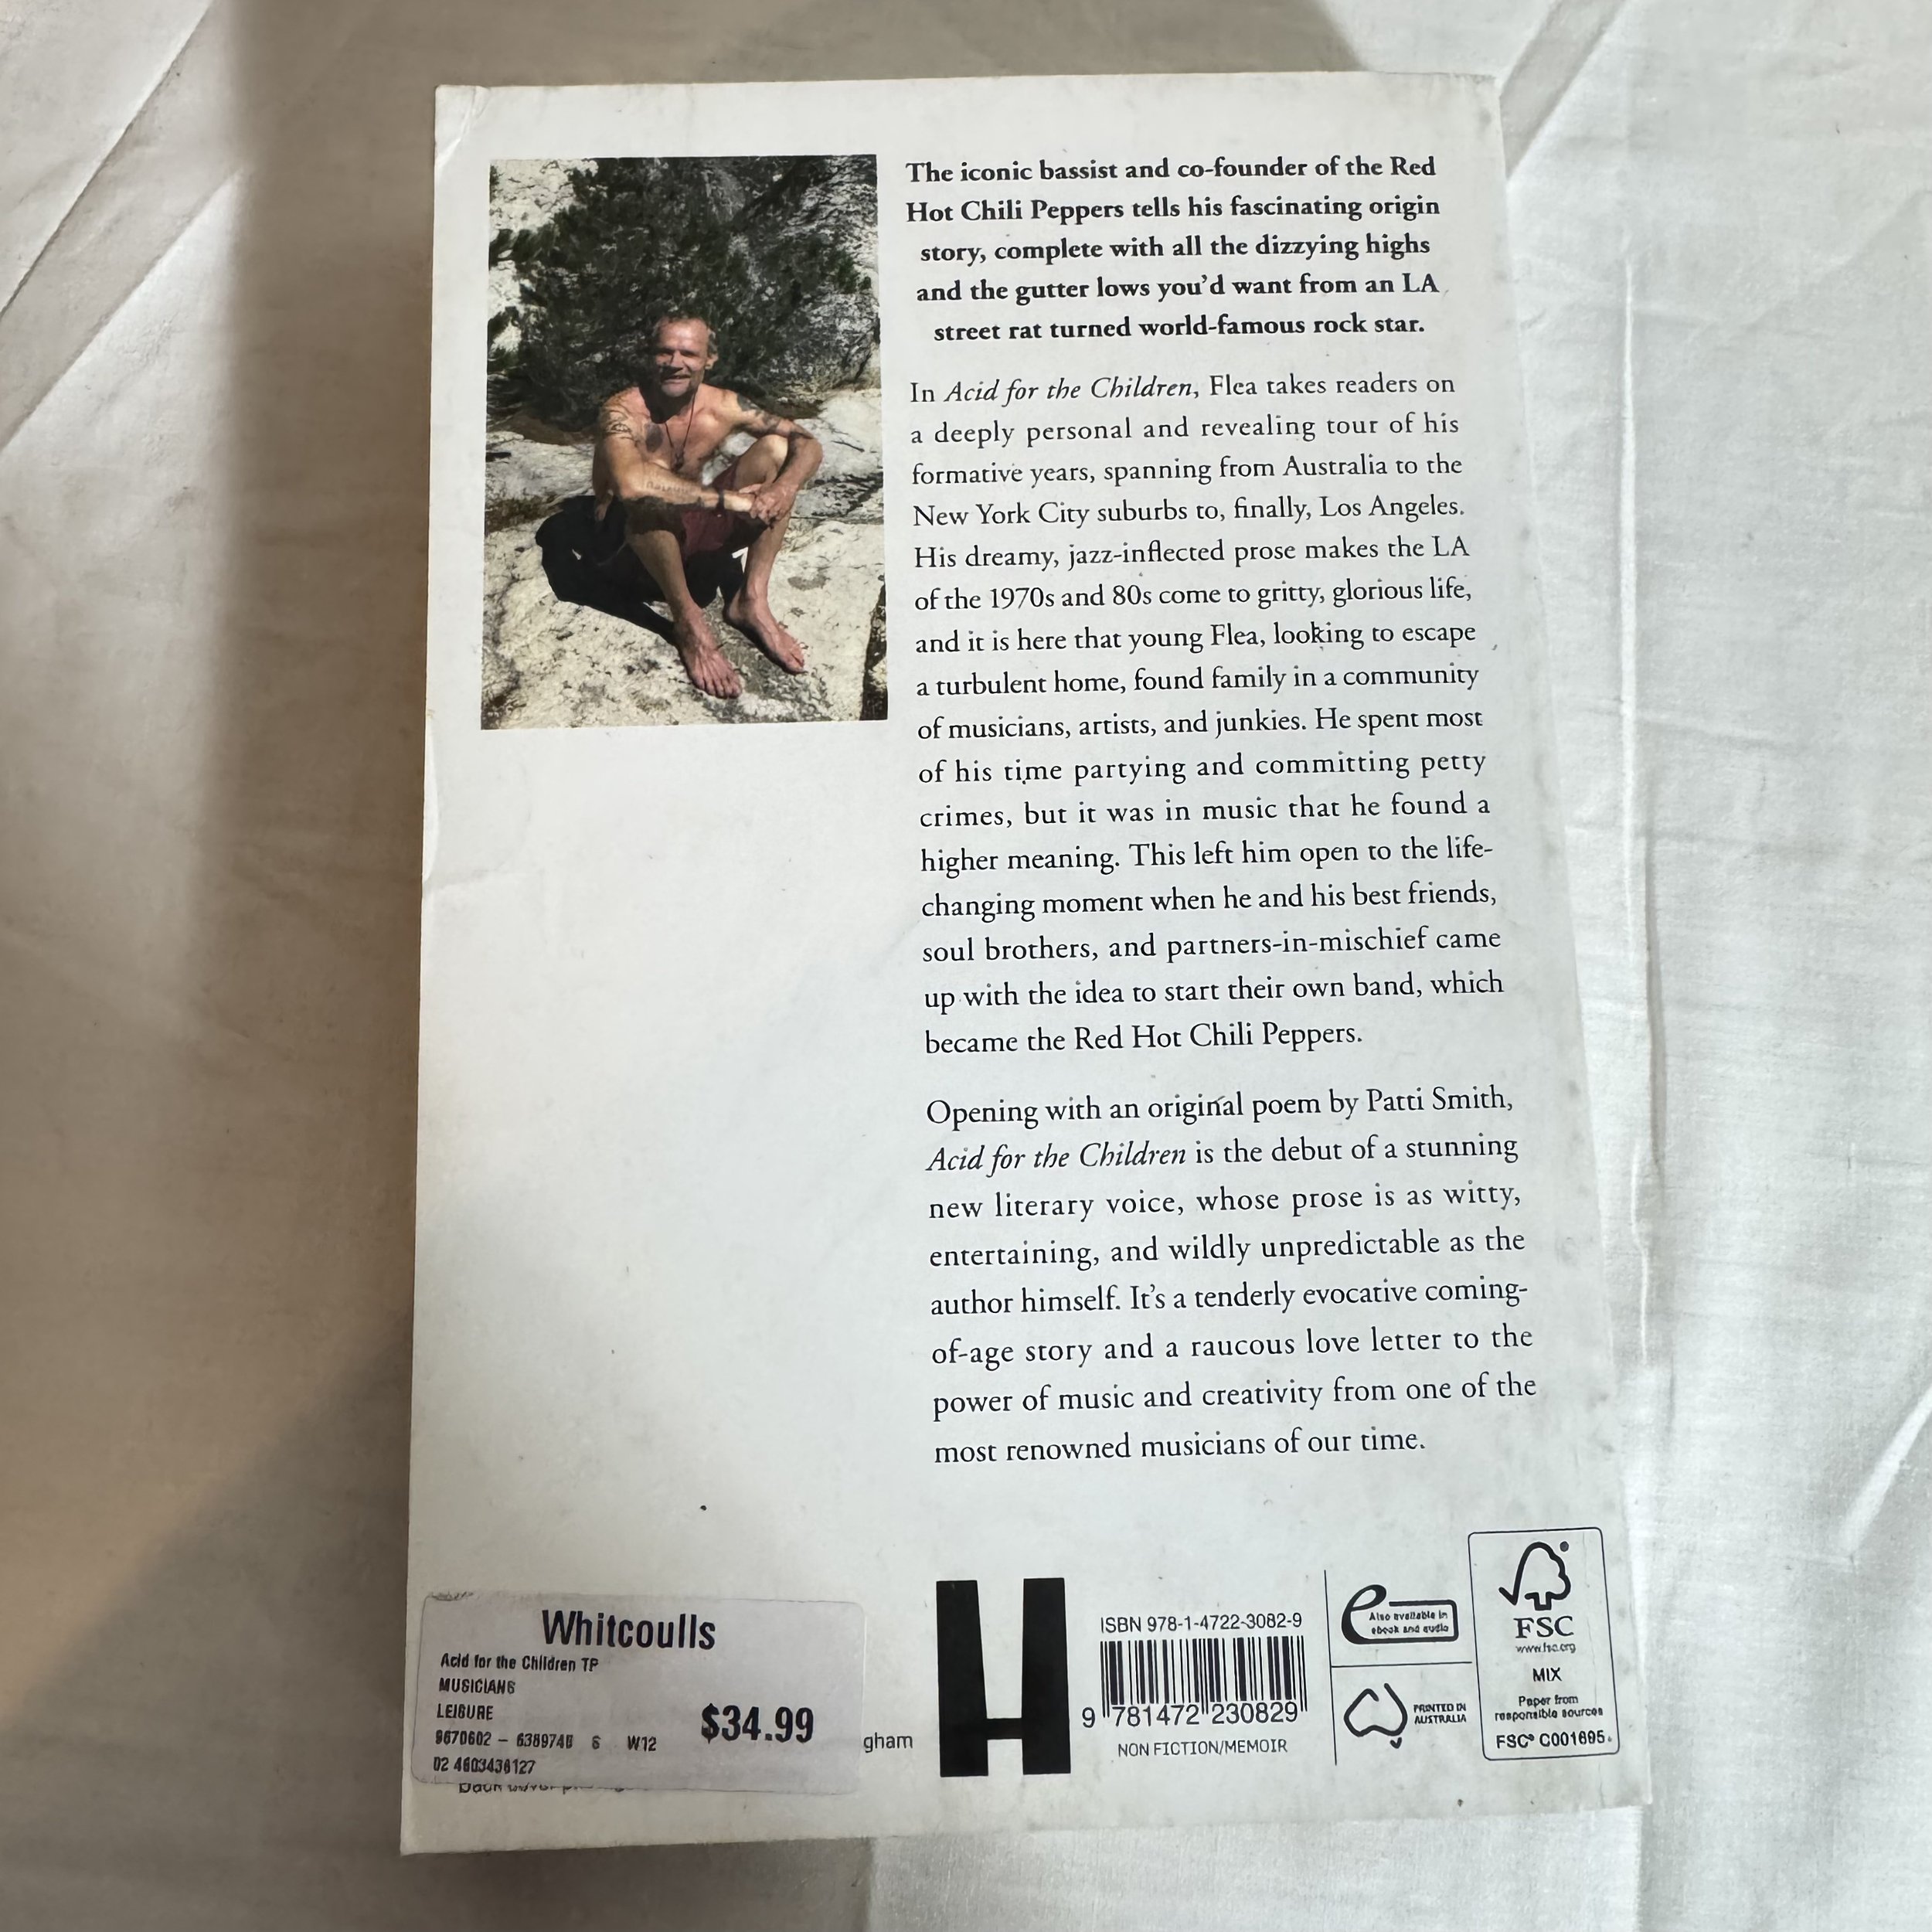 The iconic bassist and co-founder of the Red
Hot Chili Peppers tells his fascinating origin
story, complete with all the dizzying highs
and the gutter lows you'd want from an LA
street rat turned world-famous rock star.
In Acid for the Children, Flea takes readers on
a deeply personal and revealing tour of his
formative years, spanning from Australia to the
New York City suburbs to, finally, Los Angeles.
His dreamy, jazz-inflected prose makes the LA
of the 1970s and 80s come to gritty, glorious life,
and it is here that young Flea, looking to escape
a turbulent home, found family in a community
of musicians, artists, and junkies. He spent most
of his time partying and committing petty
crimes, but it was in music that he found a
higher meaning. This left him open to the life-
changing moment when he and his best friends,
soul brothers, and partners-in-mischief came
up with the idea to start their own band, which
became the Red Hot Chili Peppers.
Opening with an original poem by Patti Smith,
Acid for the Children is the debut of a stunning
new literary voice, whose prose is as witty,
entertaining, and wildly unpredictable as the
author himself. It's a tenderly evocative coming-
of-age story and a raucous love letter to the
power of music and creativity from one of the
most renowned musicians of our time.
Whitcoulls
Acid for the Children TP
MUSICIANS
LEISURE
$34.99
W12
gham
H
ISBN 978-1-4722-3082-9
9 781472 230829
NON FICTION/MEMOIR
e
Also available in
ebook and audio
PRINTED IN
AUSTRALIA
FSC
www.fsc.org
MIX
Paper from
responsible sources
FSC® C001695